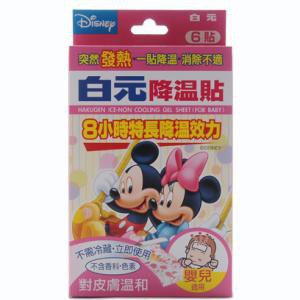 Disney
白元
6貼
突然發熱 一貼降溫·消除不適
白元降溫貼
HAKUGEN ICE-NON COOLING GEL SHEET (FOR BABY)
8小時特長降溫效力
©DISNEY
不需冷藏·立即使用
不含香料·色素
對皮膚溫和
嬰兒
適用